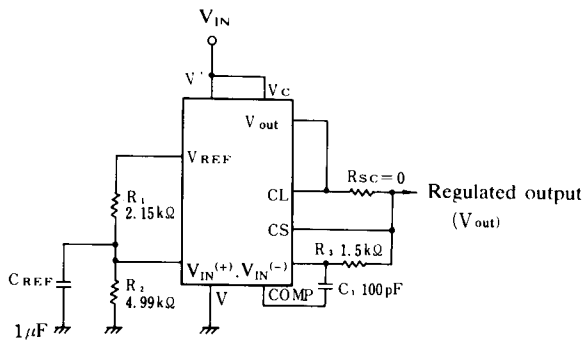 VIN
V+
VC
Vout
VREF
RSC=0
CL
Regulated output
(Vout)
R1
2.15kΩ
CS
R3 1.5kΩ
VIN(+)
VIN(-)
CREF
R2
4.99kΩ
V
COMP
C1 100pF
1μF